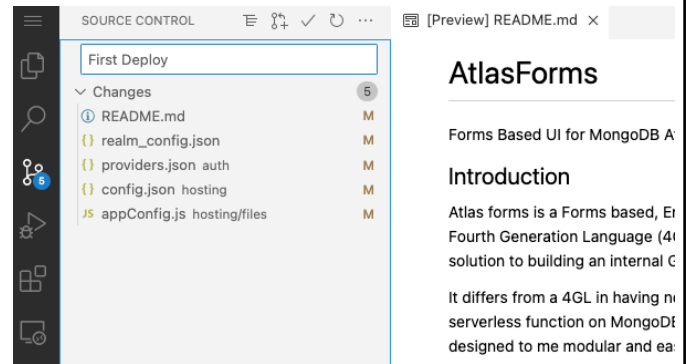 SOURCE CONTROL
[Preview] README.md
First Deploy
Changes 5
README.md M
{} realm_config.json M
{} providers.json auth M
{} config.json hosting M
JS appConfig.js hosting/files M
5
AtlasForms
Forms Based UI for MongoDB
Introduction
Atlas forms is a Forms based,
Fourth Generation Language
solution to building an internal
It differs from a 4GL in having
serverless function on
designed to me modular and